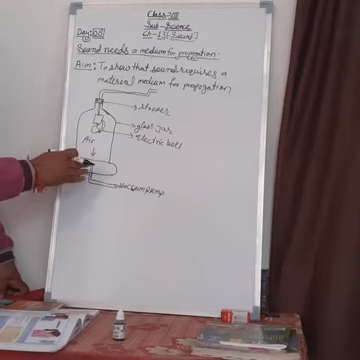 Class-VIII
Sub-Science
Day:
Ch-13[Sound]
Sound needs a medium for propagation:
Aim: To show that sound requires a
material medium for propagation
stopper
glass jar
Electric bell
Air
Vaccum pump